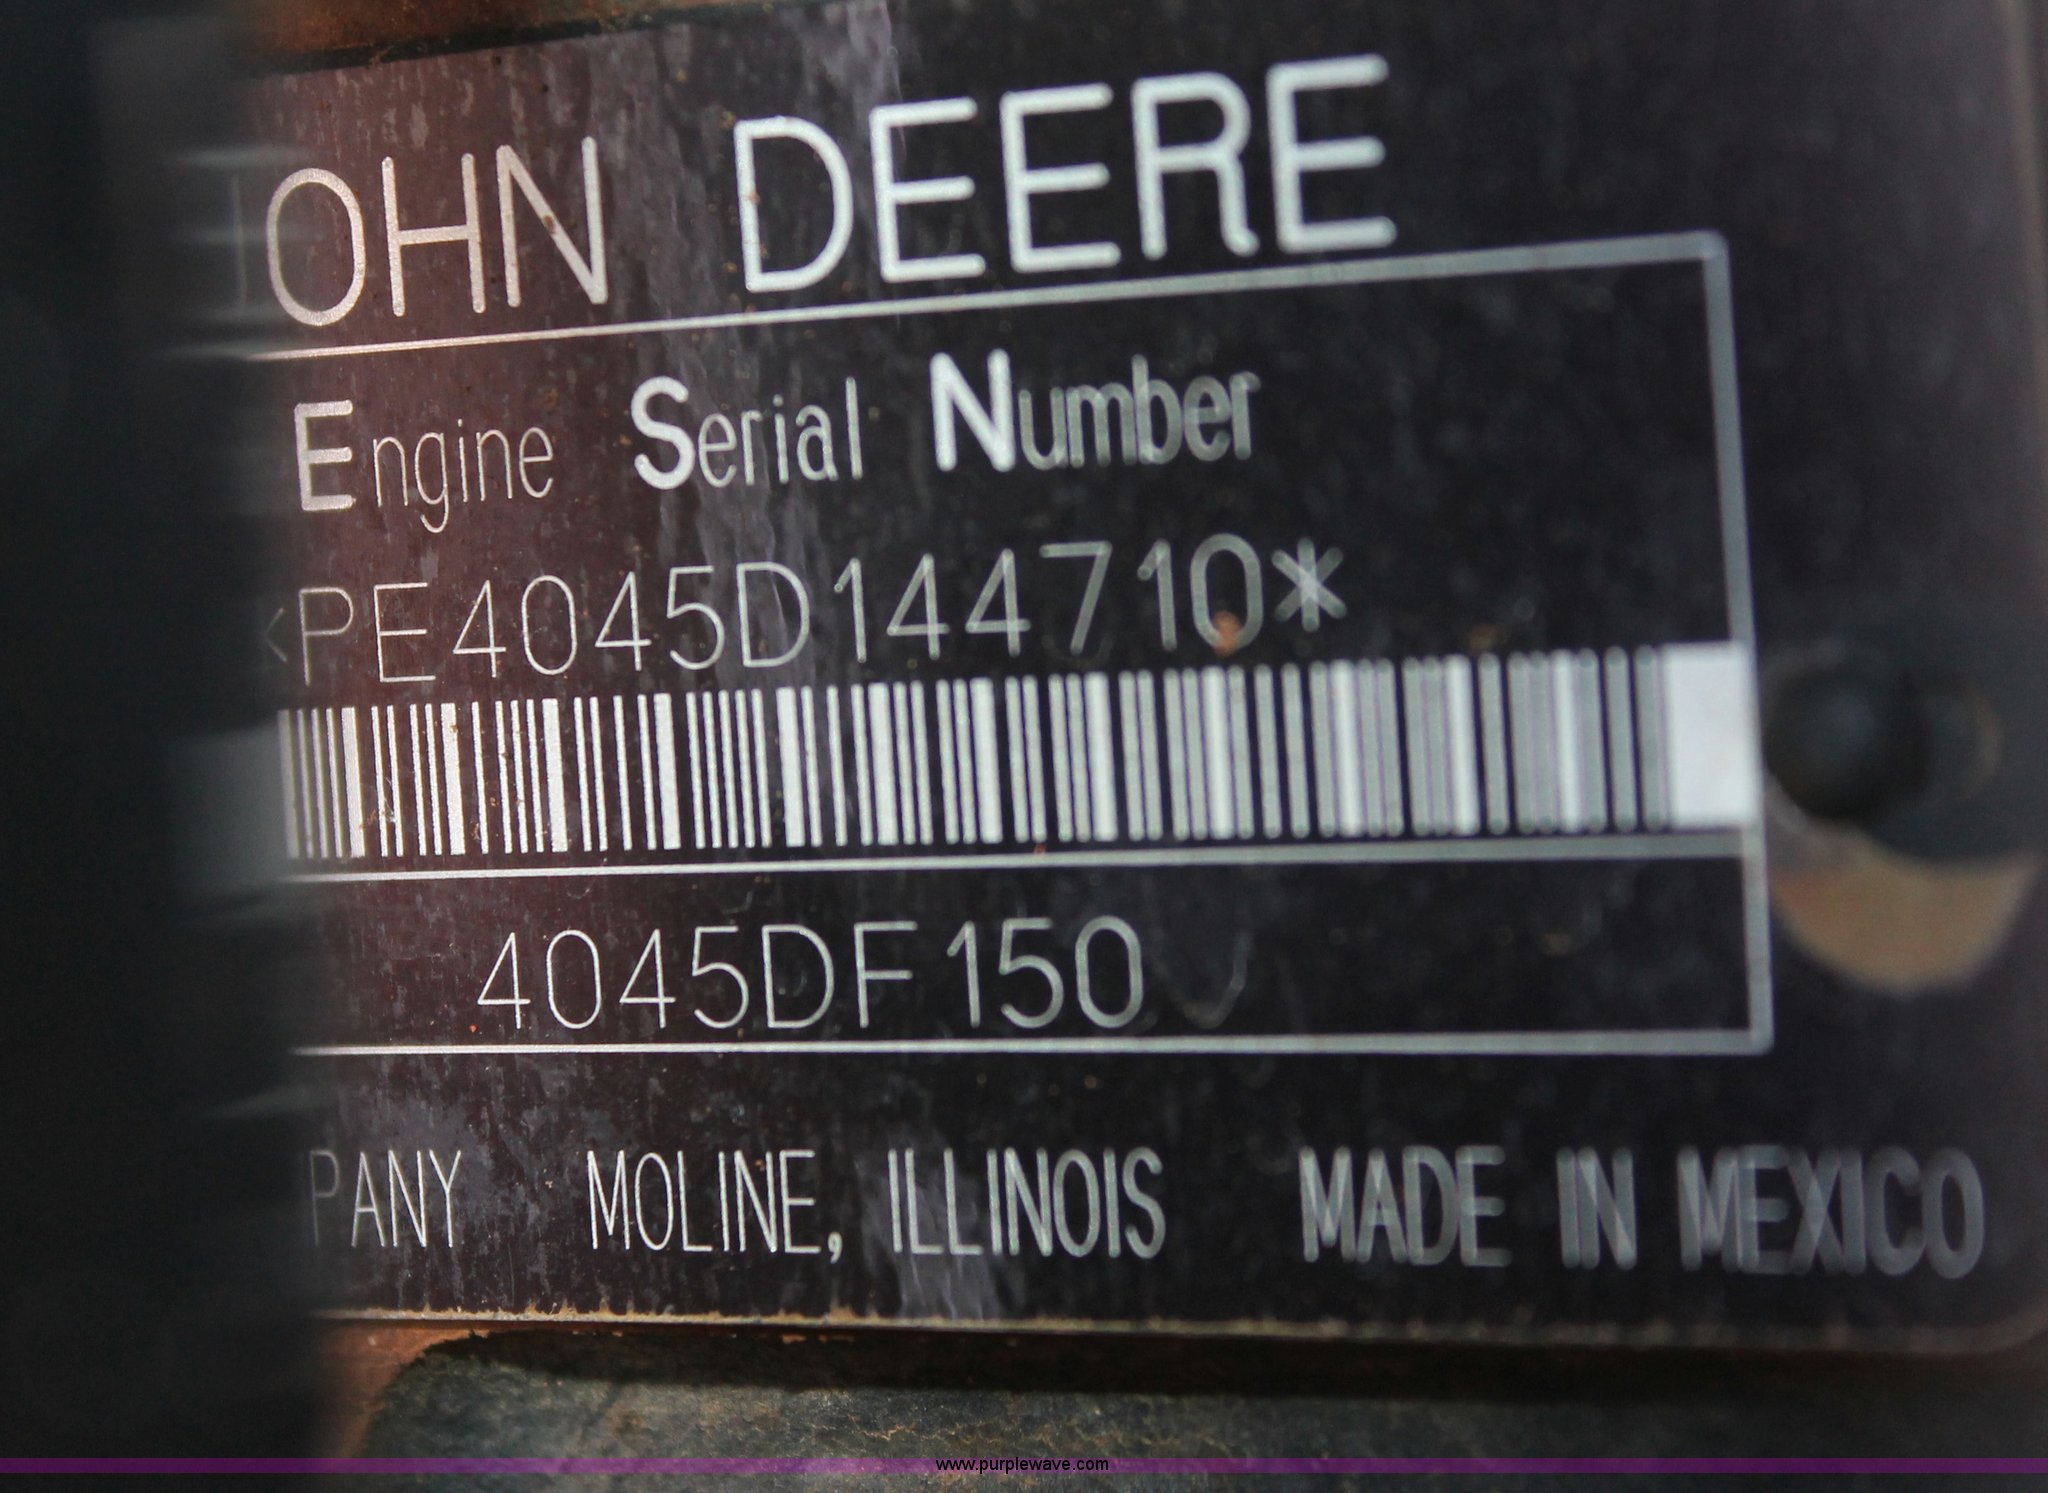 OHN DEERE
Engine Serial Number
*PE4045D144710*
4045DF150
PANY MOLINE, ILLINOIS MADE IN MEXICO
www.purplewave.com